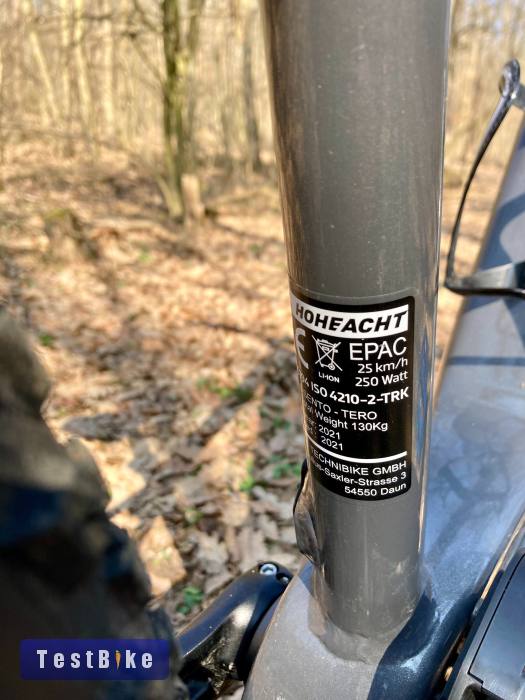 HOHEACHT
CE EPAC
25 km/h
LI-ION 250 Watt
ISO 4210-2-TRK
- TERO
Weight 130Kg
2021
2021
TECHNIBIKE GMBH
-Saxler-Strasse 3
54550 Daun
TestBike